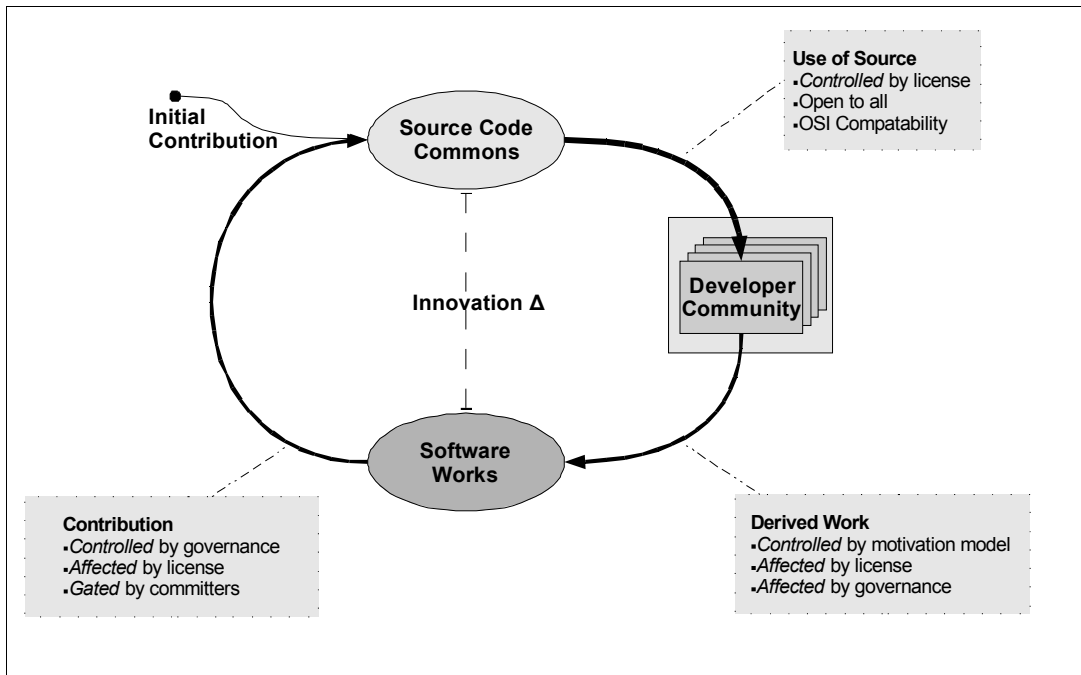 Initial
Contribution
Source Code
Commons
Use of Source
▪Controlled by license
▪Open to all
▪OSI Compatability
Developer
Community
Innovation Δ
Software
Works
Contribution
▪Controlled by governance
▪Affected by license
▪Gated by committers
Derived Work
▪Controlled by motivation model
▪Affected by license
▪Affected by governance